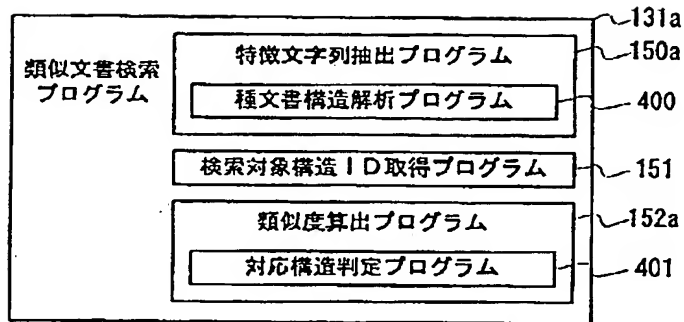 131a
類似文書検索
プログラム
特徴文字列抽出プログラム
150a
種文書構造解析プログラム
400
検索対象構造ID取得プログラム
151
類似度算出プログラム
152a
対応構造判定プログラム
401